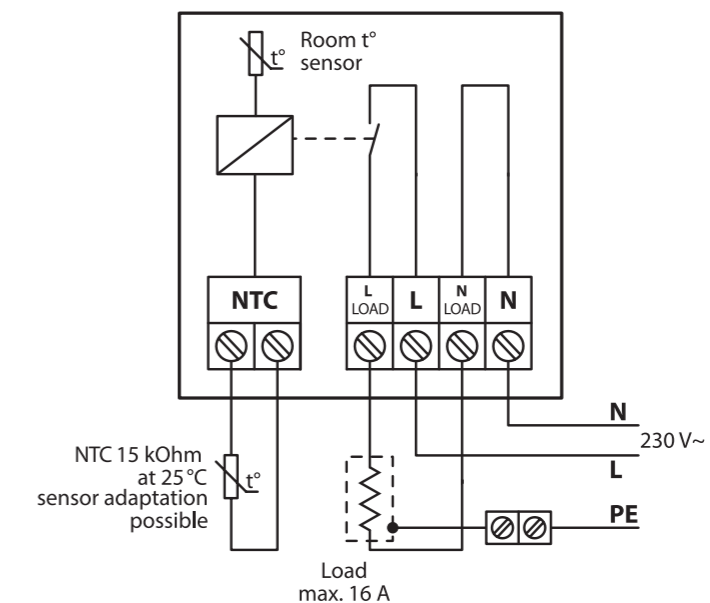 Room t°
t° sensor
NTC
L
LOAD
L
N
LOAD
N
N
230 V~
L
PE
NTC 15 kOhm
at 25 °C
t°
sensor adaptation
possible
Load
max. 16 A